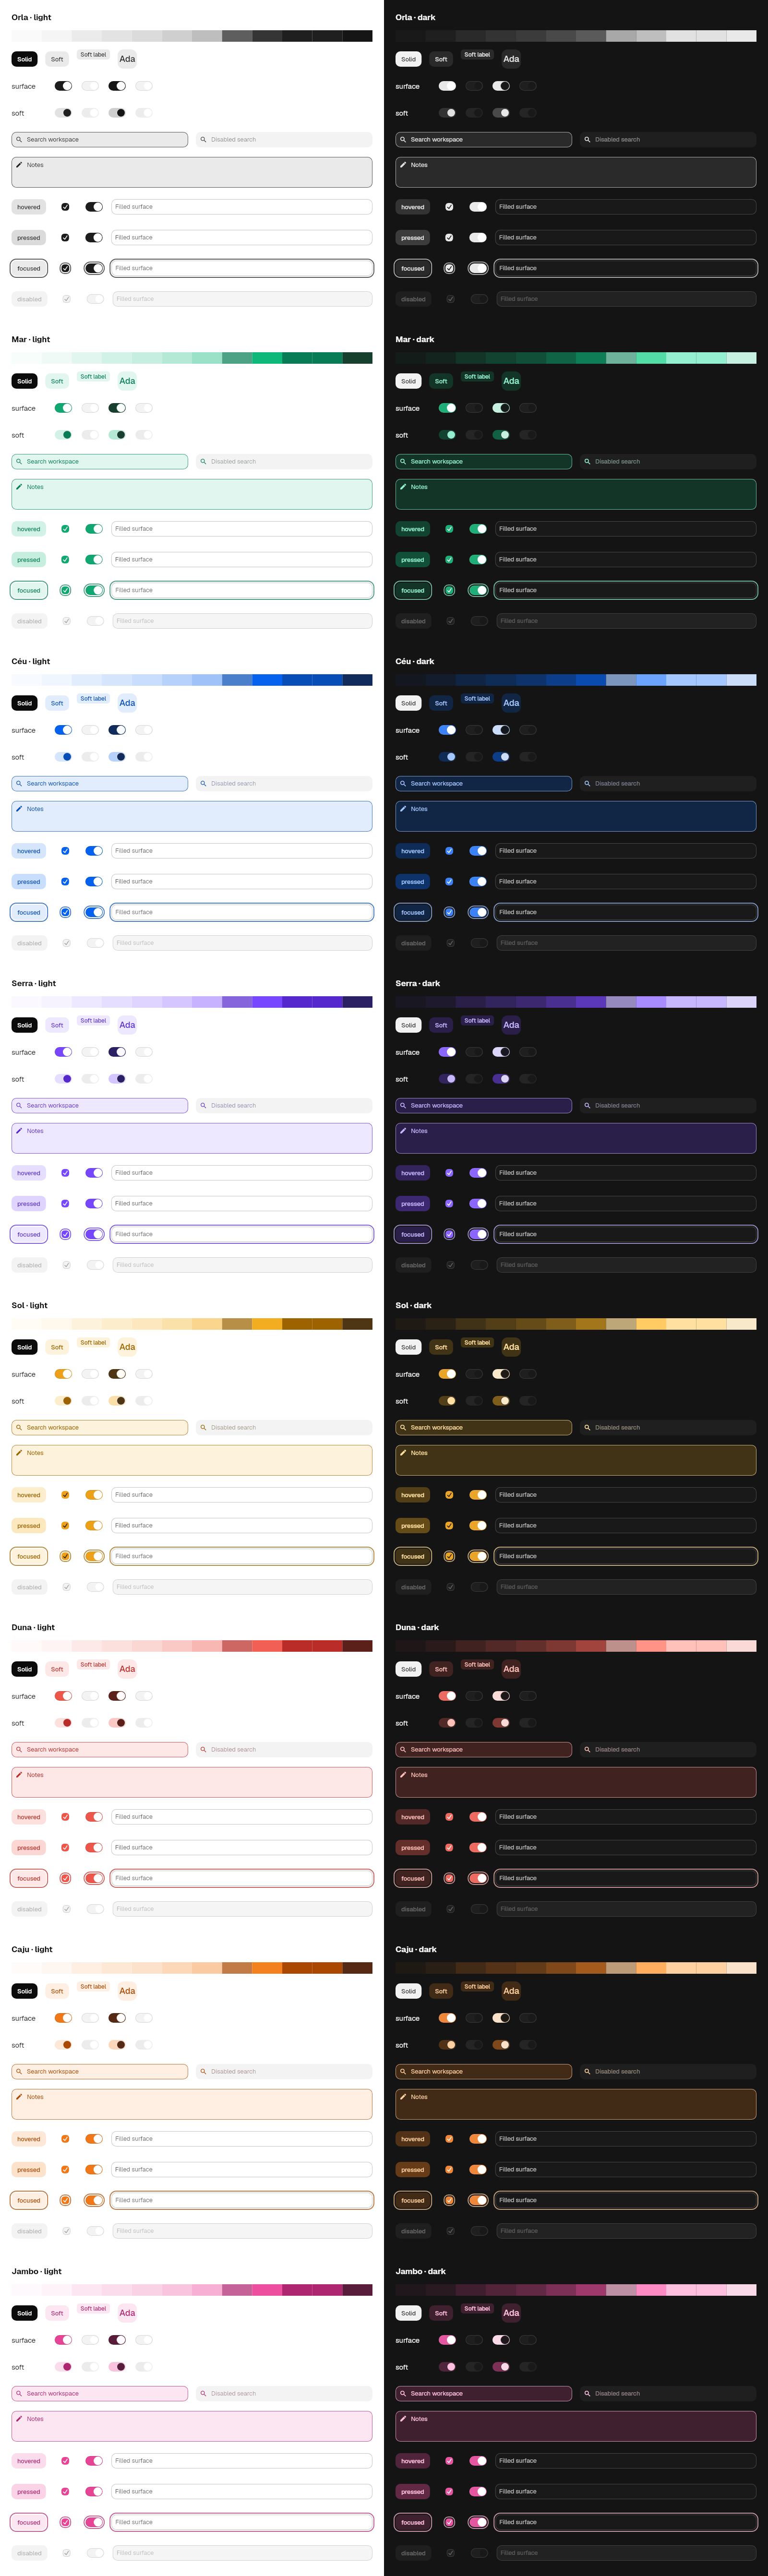 Orla · light
Solid Soft Soft label Ada
surface
soft
Search workspace Disabled search
Notes
hovered Filled surface
pressed Filled surface
focused Filled surface
disabled Filled surface
Mar · light
Solid Soft Soft label Ada
surface
soft
Search workspace Disabled search
Notes
hovered Filled surface
pressed Filled surface
focused Filled surface
disabled Filled surface
Céu · light
Solid Soft Soft label Ada
surface
soft
Search workspace Disabled search
Notes
hovered Filled surface
pressed Filled surface
focused Filled surface
disabled Filled surface
Serra · light
Solid Soft Soft label Ada
surface
soft
Search workspace Disabled search
Notes
hovered Filled surface
pressed Filled surface
focused Filled surface
disabled Filled surface
Sol · light
Solid Soft Soft label Ada
surface
soft
Search workspace Disabled search
Notes
hovered Filled surface
pressed Filled surface
focused Filled surface
disabled Filled surface
Duna · light
Solid Soft Soft label Ada
surface
soft
Search workspace Disabled search
Notes
hovered Filled surface
pressed Filled surface
focused Filled surface
disabled Filled surface
Caju · light
Solid Soft Soft label Ada
surface
soft
Search workspace Disabled search
Notes
hovered Filled surface
pressed Filled surface
focused Filled surface
disabled Filled surface
Jambo · light
Solid Soft Soft label Ada
surface
soft
Search workspace Disabled search
Notes
hovered Filled surface
pressed Filled surface
focused Filled surface
disabled Filled surface
Orla · dark
Solid Soft Soft label Ada
surface
soft
Search workspace Disabled search
Notes
hovered Filled surface
pressed Filled surface
focused Filled surface
disabled Filled surface
Mar · dark
Solid Soft Soft label Ada
surface
soft
Search workspace Disabled search
Notes
hovered Filled surface
pressed Filled surface
focused Filled surface
disabled Filled surface
Céu · dark
Solid Soft Soft label Ada
surface
soft
Search workspace Disabled search
Notes
hovered Filled surface
pressed Filled surface
focused Filled surface
disabled Filled surface
Serra · dark
Solid Soft Soft label Ada
surface
soft
Search workspace Disabled search
Notes
hovered Filled surface
pressed Filled surface
focused Filled surface
disabled Filled surface
Sol · dark
Solid Soft Soft label Ada
surface
soft
Search workspace Disabled search
Notes
hovered Filled surface
pressed Filled surface
focused Filled surface
disabled Filled surface
Duna · dark
Solid Soft Soft label Ada
surface
soft
Search workspace Disabled search
Notes
hovered Filled surface
pressed Filled surface
focused Filled surface
disabled Filled surface
Caju · dark
Solid Soft Soft label Ada
surface
soft
Search workspace Disabled search
Notes
hovered Filled surface
pressed Filled surface
focused Filled surface
disabled Filled surface
Jambo · dark
Solid Soft Soft label Ada
surface
soft
Search workspace Disabled search
Notes
hovered Filled surface
pressed Filled surface
focused Filled surface
disabled Filled surface